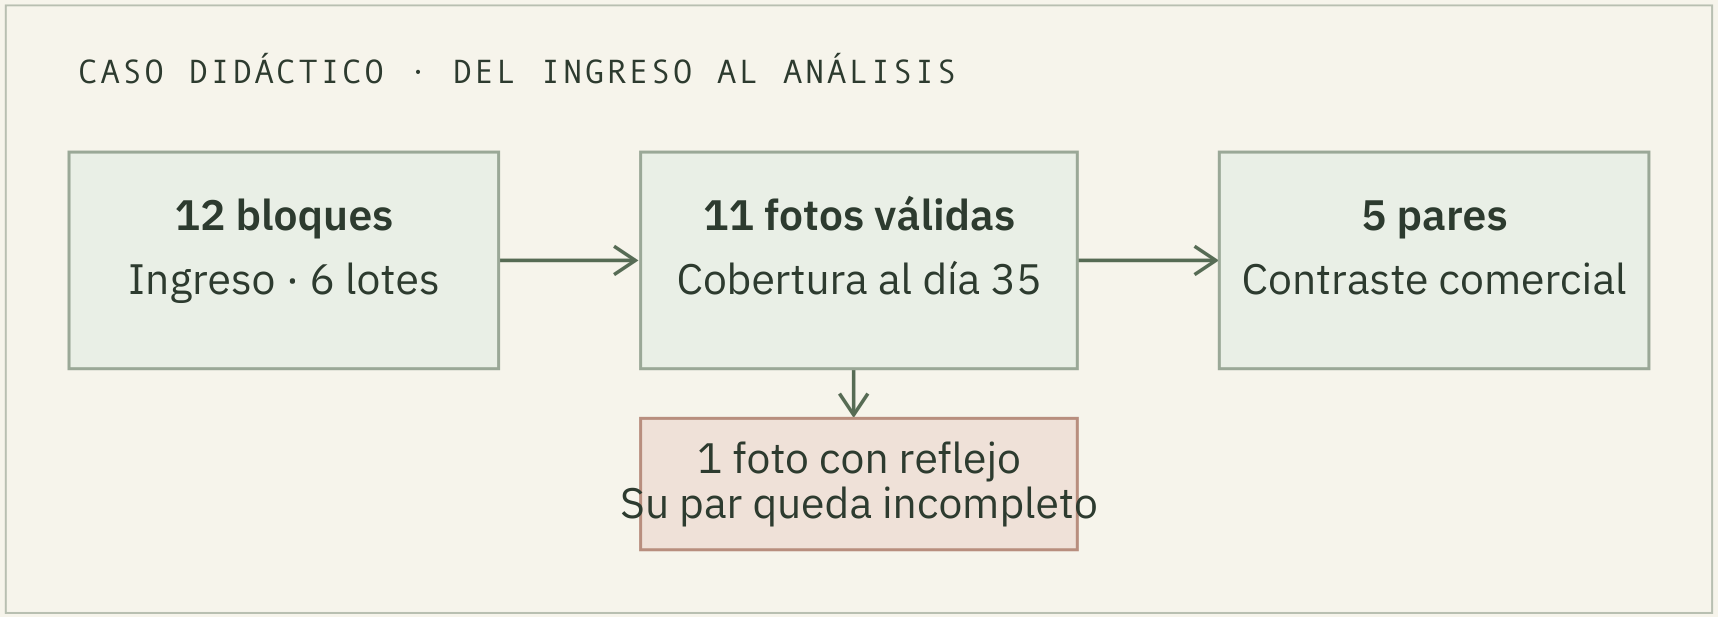 CASO DIDÁCTICO · DEL INGRESO AL ANÁLISIS
12 bloques
Ingreso · 6 lotes
11 fotos válidas
Cobertura al día 35
5 pares
Contraste comercial
1 foto con reflejo
Su par queda incompleto